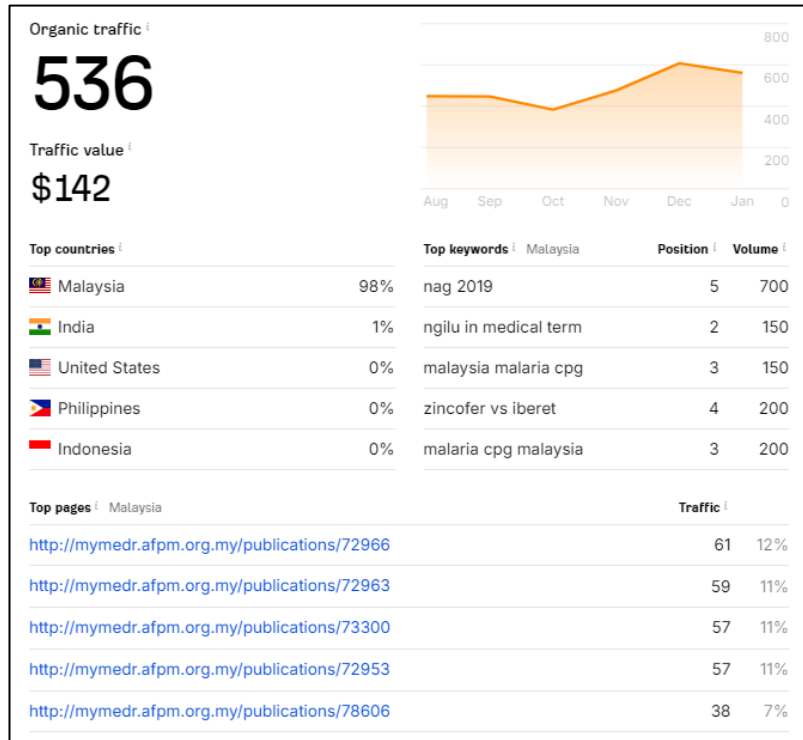 Organic traffic i
536
Traffic value i
$142
800
600
400
200
0
Aug Sep Oct Nov Dec Jan
Top countries i
Malaysia 98%
India 1%
United States 0%
Philippines 0%
Indonesia 0%
Top keywords i Malaysia Position i Volume i
nag 2019 5 700
ngilu in medical term 2 150
malaysia malaria cpg 3 150
zincofer vs iberet 4 200
malaria cpg malaysia 3 200
Top pages i Malaysia Traffic i
http://mymedr.afpm.org.my/publications/72966 61 12%
http://mymedr.afpm.org.my/publications/72963 59 11%
http://mymedr.afpm.org.my/publications/73300 57 11%
http://mymedr.afpm.org.my/publications/72953 57 11%
http://mymedr.afpm.org.my/publications/78606 38 7%